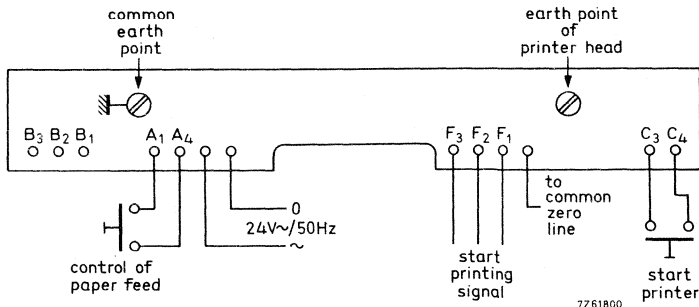 common
earth
point
earth point
of
printer head
B3 B2 B1 A1 A4 F3 F2 F1 C3 C4
0
24V~/50Hz
~
control of
paper feed
start
printing
signal
to
common
zero
line
start
printer
7Z61800